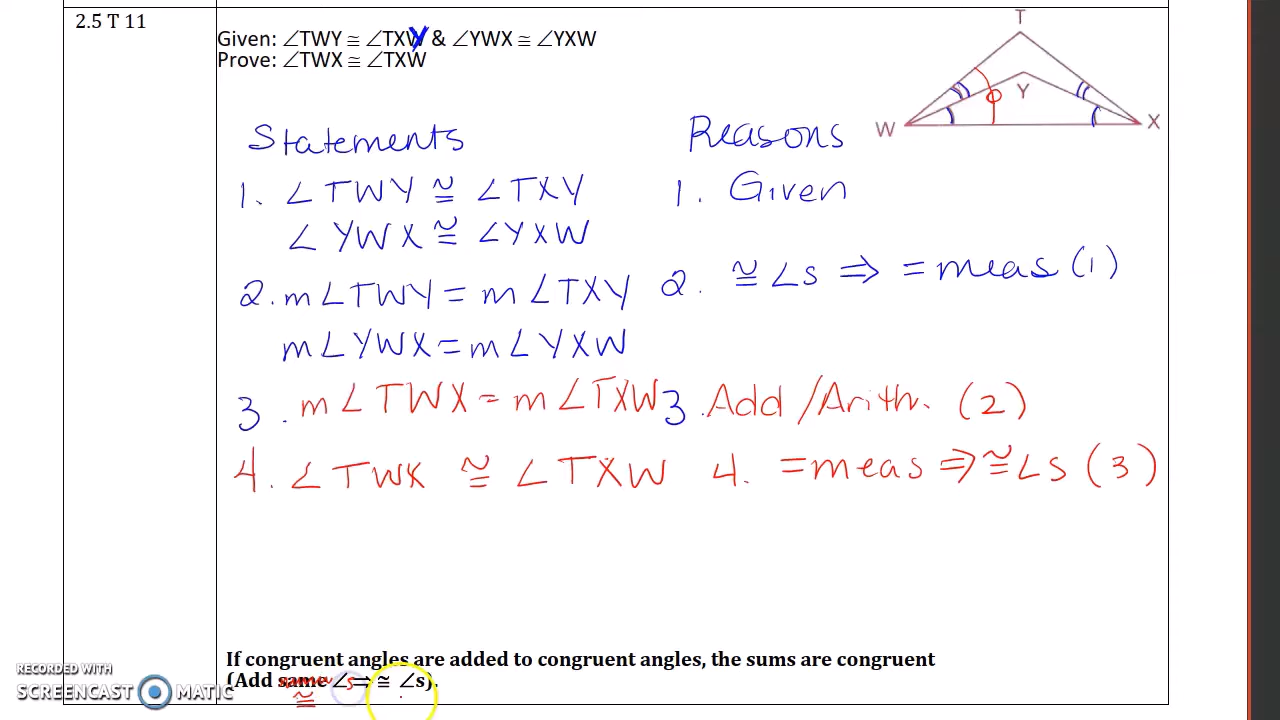 2.5 T 11
Given: ∠TWY ≅ ∠TXY & ∠YWX ≅ ∠YXW
Prove: ∠TWX ≅ ∠TXW
T
Y
W
X
Statements
Reasons
1. ∠TWY ≅ ∠TXY
1. Given
∠YWX ≅ ∠YXW
2. m∠TWY = m∠TXY
2. ≅ ∠s ⇒ = meas (1)
m∠YWX = m∠YXW
3. m∠TWX = m∠TXW
3. Add/Arith. (2)
4. ∠TWX ≅ ∠TXW
4. = meas ⇒ ≅ ∠s (3)
If congruent angles are added to congruent angles, the sums are congruent
(Add same ∠s ⇒ ≅ ∠s).
≅
RECORDED WITH
SCREENCAST MATIC